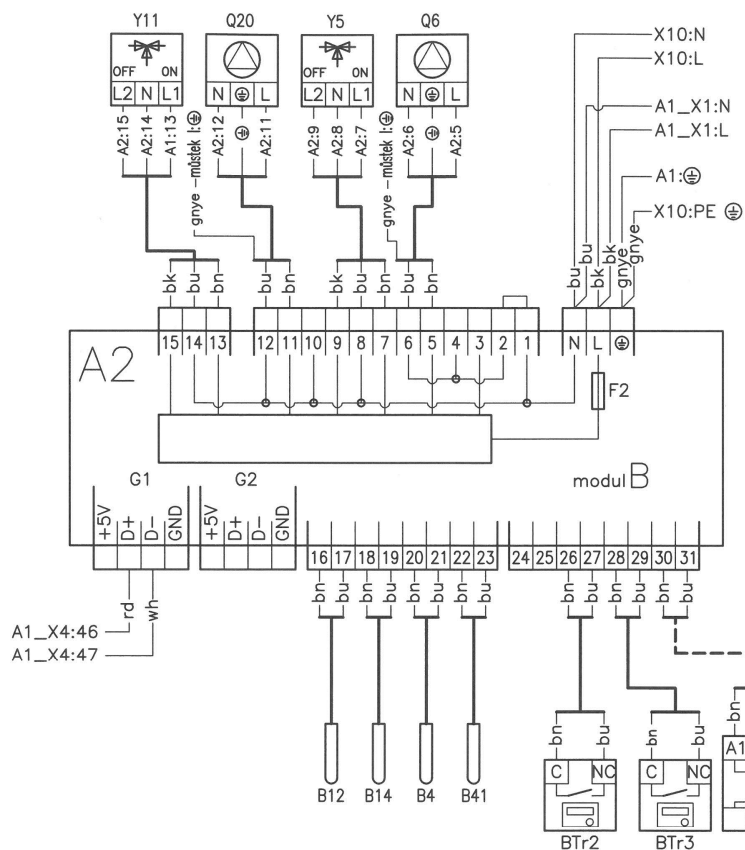 Y11 Q20 Y5 Q6
OFF ON OFF ON
L2 N L1 N L L2 N L1 N L
X10:N
X10:L
A1_X1:N
A1_X1:L
A1:
X10:PE
A2:15 A2:14 A1:13 gnye -můstek I: A2:12 A2:11 A2:9 A2:8 A2:7 gnye -můstek I: A2:6 A2:5
bu bu bk bk gnye gnye
bk bu bn bu bn bk bu bn bu bn
15 14 13 12 11 10 9 8 7 6 5 4 3 2 1 N L
A2
F2
modul B
G1 G2
+5V D+ D- GND +5V D+ D- GND
16 17 18 19 20 21 22 23 24 25 26 27 28 29 30 31
bn bu bn bu bn bu bn bu bn bu bn bu bn bu
rd wh
A1_X4:46
A1_X4:47
bn bu bn bu bn
C NC C NC A1
B12 B14 B4 B41
BTr2 BTr3